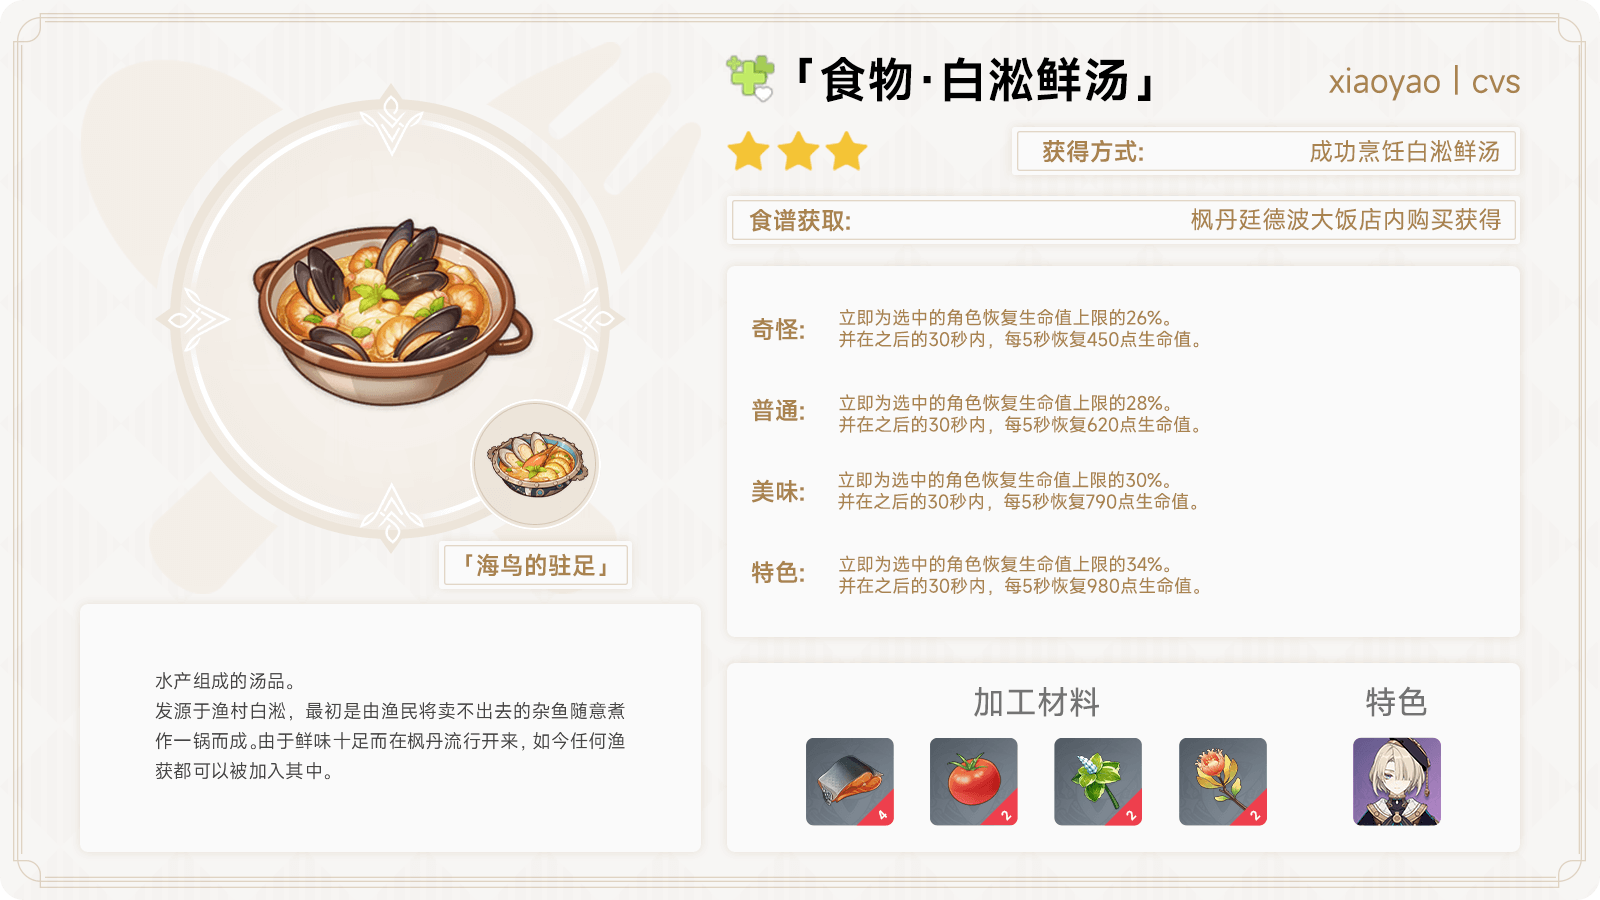 「食物·白淞鲜汤」
xiaoyao | cvs
获得方式:
成功烹饪白淞鲜汤
食谱获取:
枫丹廷德波大饭店内购买获得
奇怪:
立即为选中的角色恢复生命值上限的26%。
并在之后的30秒内，每5秒恢复450点生命值。
普通:
立即为选中的角色恢复生命值上限的28%。
并在之后的30秒内，每5秒恢复620点生命值。
美味:
立即为选中的角色恢复生命值上限的30%。
并在之后的30秒内，每5秒恢复790点生命值。
特色:
立即为选中的角色恢复生命值上限的34%。
并在之后的30秒内，每5秒恢复980点生命值。
「海鸟的驻足」
水产组成的汤品。
发源于渔村白淞，最初是由渔民将卖不出去的杂鱼随意煮
作一锅而成。由于鲜味十足而在枫丹流行开来，如今任何渔
获都可以被加入其中。
加工材料
特色
4
2
2
2